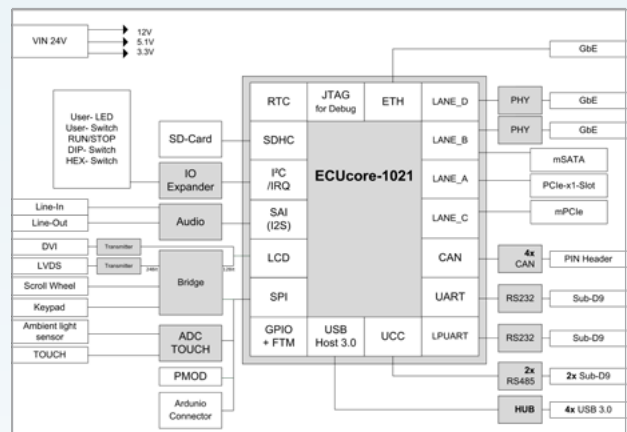 VIN 24V
12V
5.1V
3.3V
GbE
User- LED
User- Switch
RUN/STOP
DIP- Switch
HEX- Switch
SD-Card
IO
Expander
Line-In
Line-Out
Audio
DVI
Transmitter
LVDS
Transmitter
24Bit
12Bit
Scroll Wheel
Bridge
Keypad
Ambient light
sensor
TOUCH
ADC
TOUCH
PMOD
Ardunio
Connector
RTC
JTAG
for Debug
ETH
LANE_D
SDHC
LANE_B
I²C
/IRQ
ECUcore-1021
LANE_A
SAI
(I2S)
LANE_C
LCD
CAN
SPI
UART
GPIO
+ FTM
USB
Host 3.0
UCC
LPUART
PHY
GbE
PHY
GbE
mSATA
PCIe-x1-Slot
mPCIe
4x
CAN
PIN Header
RS232
Sub-D9
RS232
Sub-D9
2x
RS485
2x Sub-D9
HUB
4x USB 3.0